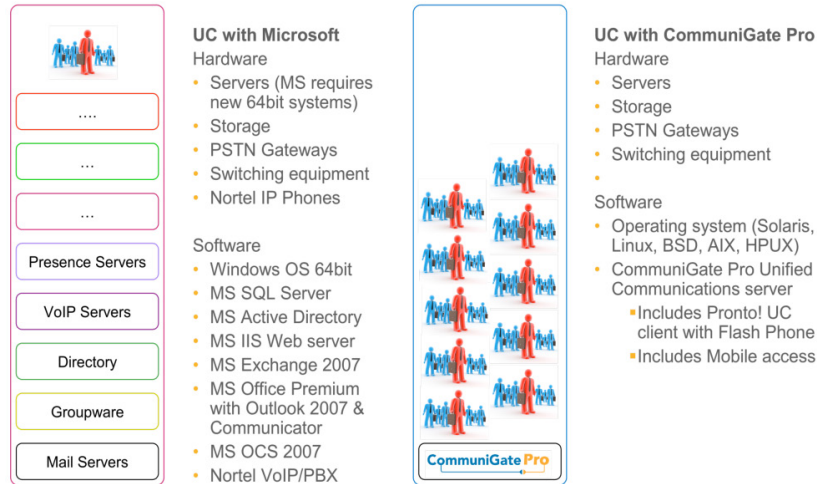 ....
...
...
Presence Servers
VoIP Servers
Directory
Groupware
Mail Servers
UC with Microsoft
Hardware
• Servers (MS requires
new 64bit systems)
• Storage
• PSTN Gateways
• Switching equipment
• Nortel IP Phones
Software
• Windows OS 64bit
• MS SQL Server
• MS Active Directory
• MS IIS Web server
• MS Exchange 2007
• MS Office Premium
with Outlook 2007 &
Communicator
• MS OCS 2007
• Nortel VoIP/PBX
CommuniGate Pro
UC with CommuniGate Pro
Hardware
• Servers
• Storage
• PSTN Gateways
• Switching equipment
•
Software
• Operating system (Solaris,
Linux, BSD, AIX, HPUX)
• CommuniGate Pro Unified
Communications server
▪Includes Pronto! UC
client with Flash Phone
▪Includes Mobile access